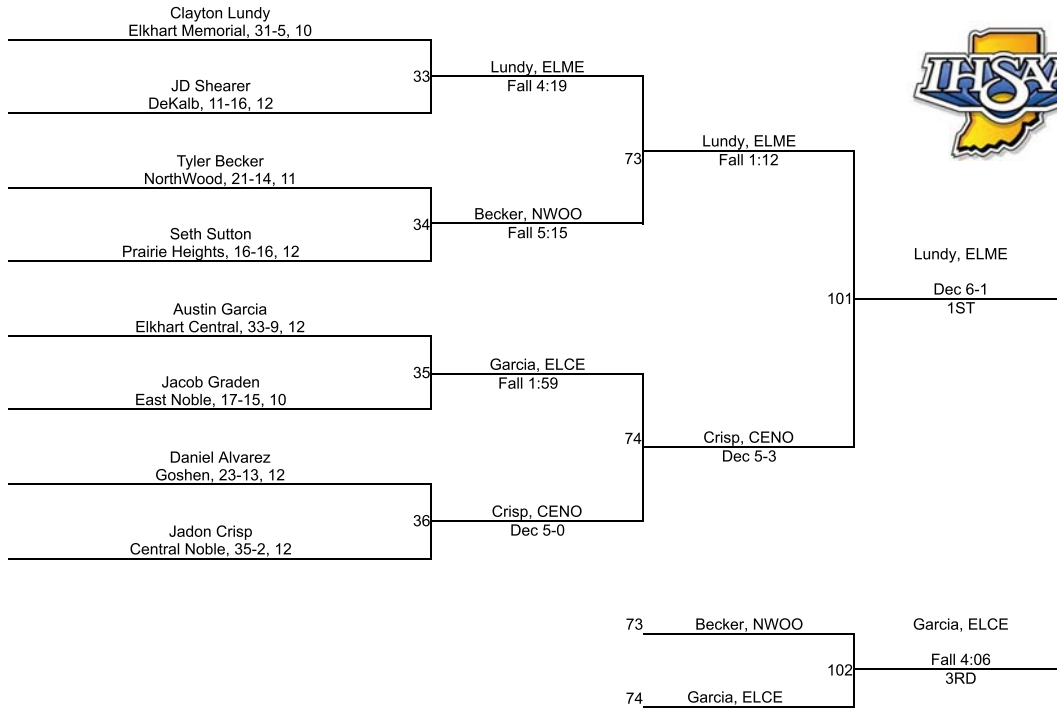 Clayton Lundy
Elkhart Memorial, 31-5, 10
JD Shearer
DeKalb, 11-16, 12
Tyler Becker
NorthWood, 21-14, 11
Seth Sutton
Prairie Heights, 16-16, 12
Austin Garcia
Elkhart Central, 33-9, 12
Jacob Graden
East Noble, 17-15, 10
Daniel Alvarez
Goshen, 23-13, 12
Jadon Crisp
Central Noble, 35-2, 12
33
34
35
36
Lundy, ELME
Fall 4:19
Becker, NWOO
Fall 5:15
Garcia, ELCE
Fall 1:59
Crisp, CENO
Dec 5-0
73
74
Lundy, ELME
Fall 1:12
Crisp, CENO
Dec 5-3
101
IHSAA
Lundy, ELME
Dec 6-1
1ST
73
Becker, NWOO
74
Garcia, ELCE
102
Garcia, ELCE
Fall 4:06
3RD